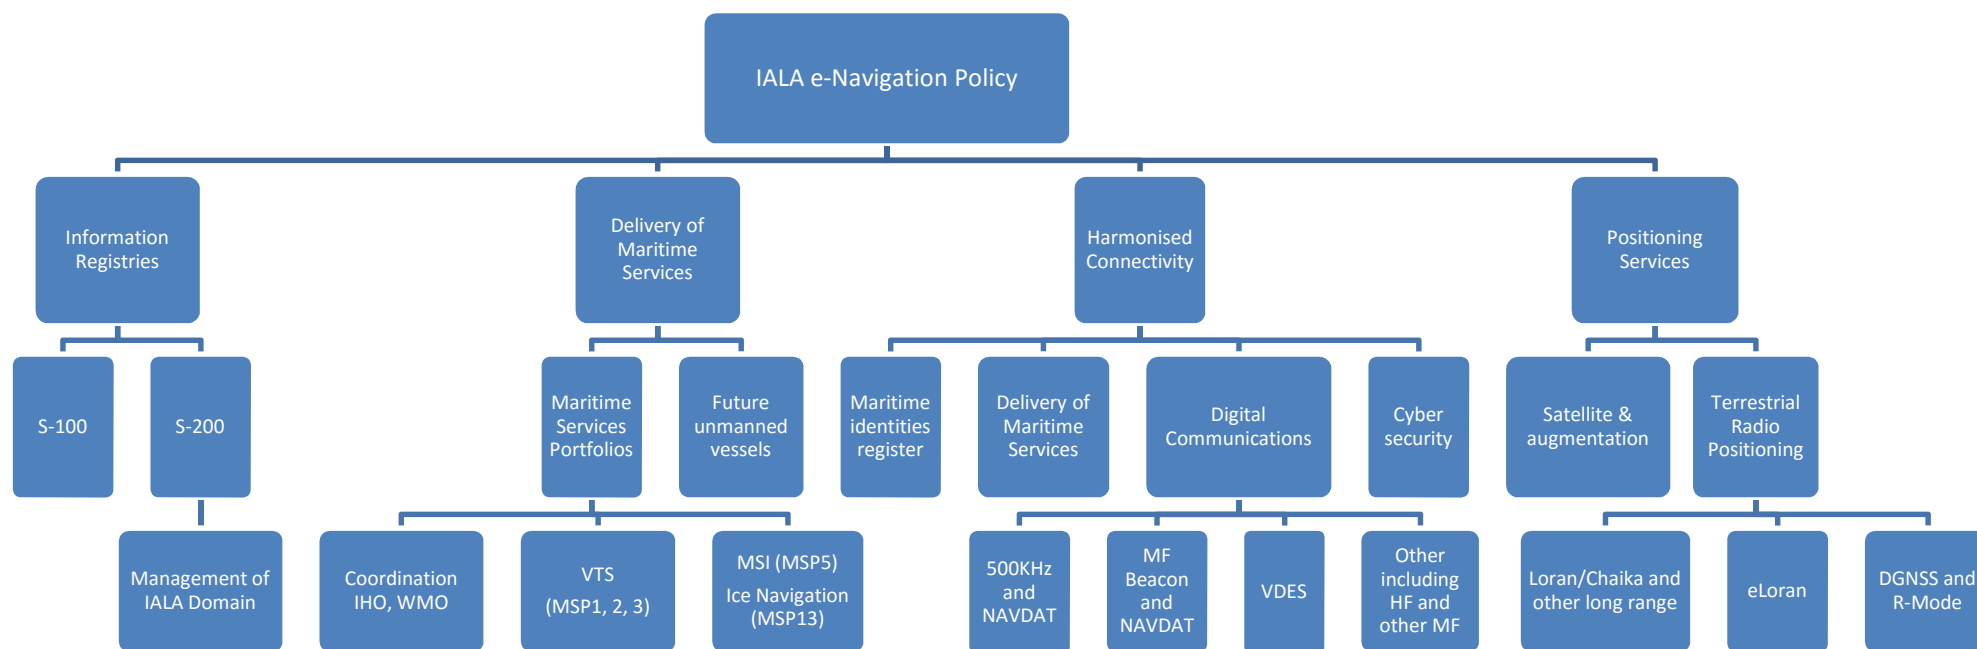 IALA e-Navigation Policy
Information
Registries
Delivery of
Maritime
Services
Harmonised
Connectivity
Positioning
Services
S-100
S-200
Maritime
Services
Portfolios
Future
unmanned
vessels
Maritime
identities
register
Delivery of
Maritime
Services
Digital
Communications
Cyber
security
Satellite &
augmentation
Terrestrial
Radio
Positioning
Management of
IALA Domain
Coordination
IHO, WMO
VTS
(MSP1, 2, 3)
MSI (MSP5)
Ice Navigation
(MSP13)
500KHz
and
NAVDAT
MF
Beacon
and
NAVDAT
VDES
Other
including
HF and
other MF
Loran/Chaika and
other long range
eLoran
DGNSS and
R-Mode